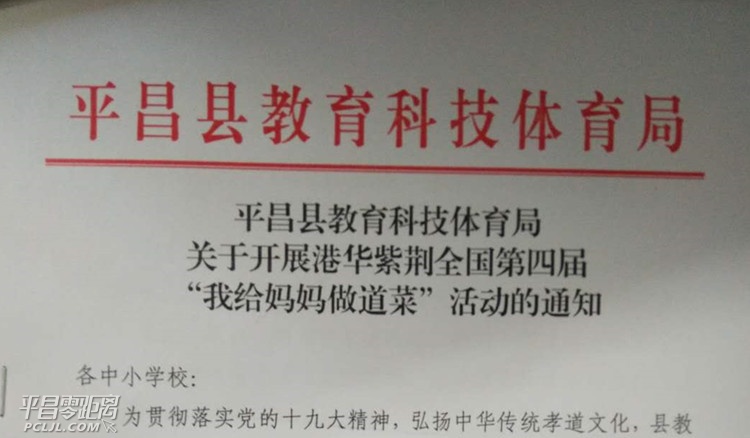 平昌县教育科技体育局
平昌县教育科技体育局
关于开展港华紫荆全国第四届
“我给妈妈做道菜”活动的通知
各中小学校：
为贯彻落实党的十九大精神，弘扬中华传统孝道文化，县教
平昌零距离
PCLJL.COM